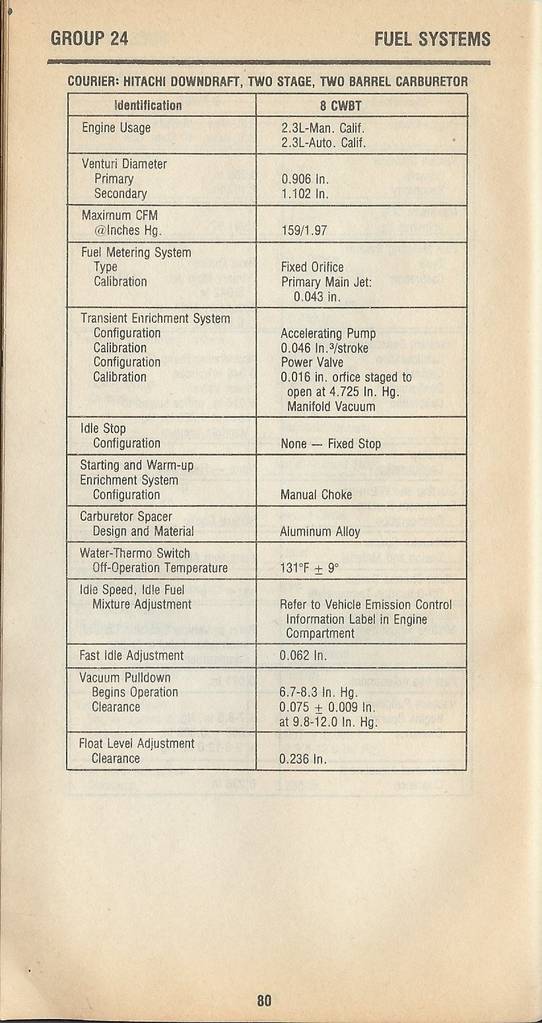 GROUP 24 FUEL SYSTEMS
COURIER: HITACHI DOWNDRAFT, TWO STAGE, TWO BARREL CARBURETOR
Identification 8 CWBT
Engine Usage 2.3L-Man. Calif.
2.3L-Auto. Calif.
Venturi Diameter
Primary 0.906 In.
Secondary 1.102 In.
Maximum CFM
@Inches Hg. 159/1.97
Fuel Metering System
Type Fixed Orifice
Calibration Primary Main Jet:
0.043 in.
Transient Enrichment System
Configuration Accelerating Pump
Calibration 0.046 In.³/stroke
Configuration Power Valve
Calibration 0.016 in. orfice staged to
open at 4.725 In. Hg.
Manifold Vacuum
Idle Stop
Configuration None — Fixed Stop
Starting and Warm-up
Enrichment System
Configuration Manual Choke
Carburetor Spacer
Design and Material Aluminum Alloy
Water-Thermo Switch
Off-Operation Temperature 131°F ± 9°
Idle Speed, Idle Fuel
Mixture Adjustment Refer to Vehicle Emission Control
Information Label in Engine
Compartment
Fast Idle Adjustment 0.062 In.
Vacuum Pulldown
Begins Operation 6.7-8.3 In. Hg.
Clearance 0.075 ± 0.009 In.
at 9.8-12.0 In. Hg.
Float Level Adjustment
Clearance 0.236 In.
80